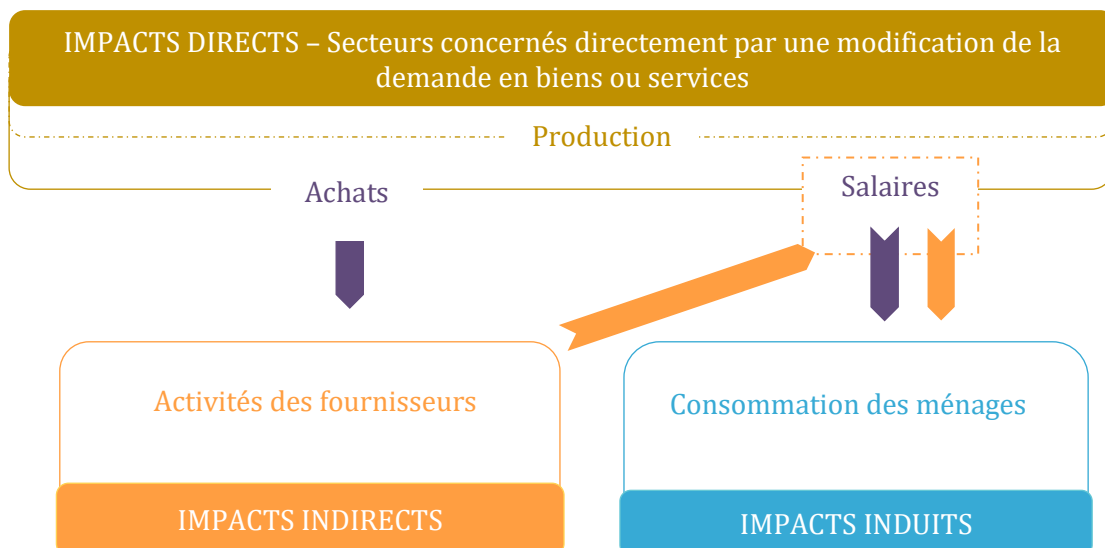 IMPACTS DIRECTS – Secteurs concernés directement par une modification de la
demande en biens ou services
Production
Achats
Salaires
Activités des fournisseurs
Consommation des ménages
IMPACTS INDIRECTS
IMPACTS INDUITS